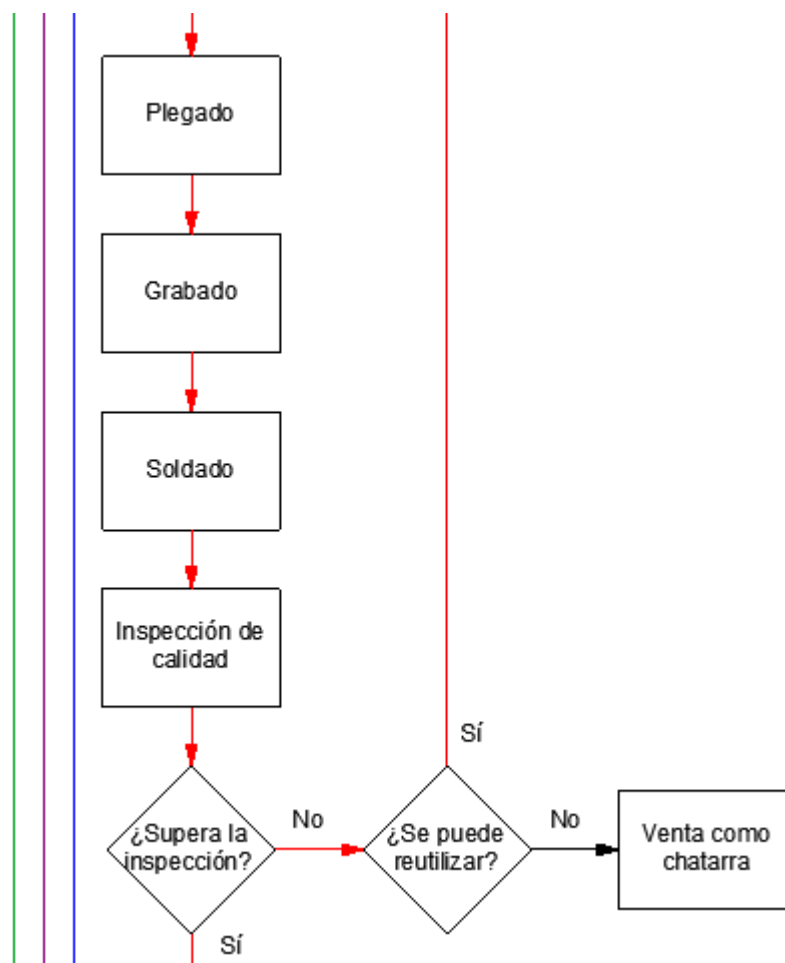 Plegado
Grabado
Soldado
Inspección de
calidad
Sí
¿Supera la
inspección?
No
¿Se puede
reutilizar?
No
Venta como
chatarra
Sí